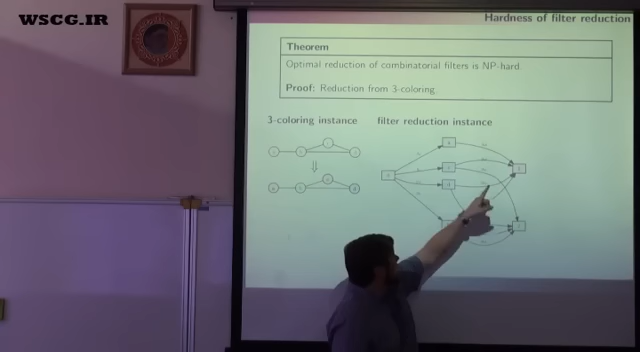 WSCG.IR
Hardness of filter reduction
Theorem
Optimal reduction of combinatorial filters is NP-hard.
Proof: Reduction from 3-coloring.
3-coloring instance
filter reduction instance